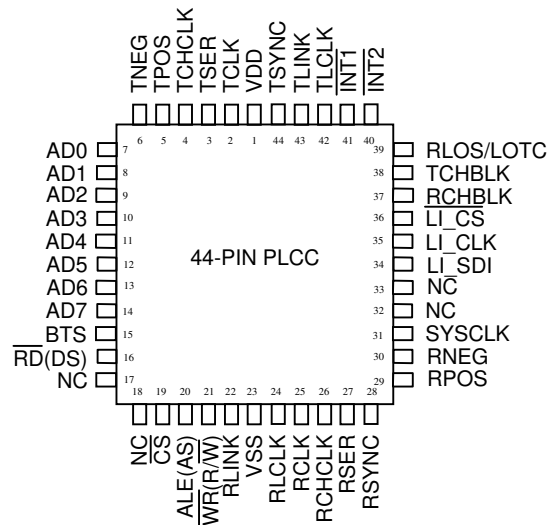 TNEG
TPOS
TCHCLK
TSER
TCLK
VDD
TSYNC
TLINK
TLCLK
INT1
INT2
6 5 4 3 2 1 44 43 42 41 40
AD0 7
AD1 8
AD2 9
AD3 10
AD4 11
AD5 12
AD6 13
AD7 14
BTS 15
RD(DS) 16
NC 17
44-PIN PLCC
39 RLOS/LOTC
38 TCHBLK
37 RCHBLK
36 LI_CS
35 LI_CLK
34 LI_SDI
33 NC
32 NC
31 SYSCLK
30 RNEG
29 RPOS
18 19 20 21 22 23 24 25 26 27 28
NC
CS
ALE(AS)
WR(R/W)
RLINK
VSS
RLCLK
RCLK
RCHCLK
RSER
RSYNC